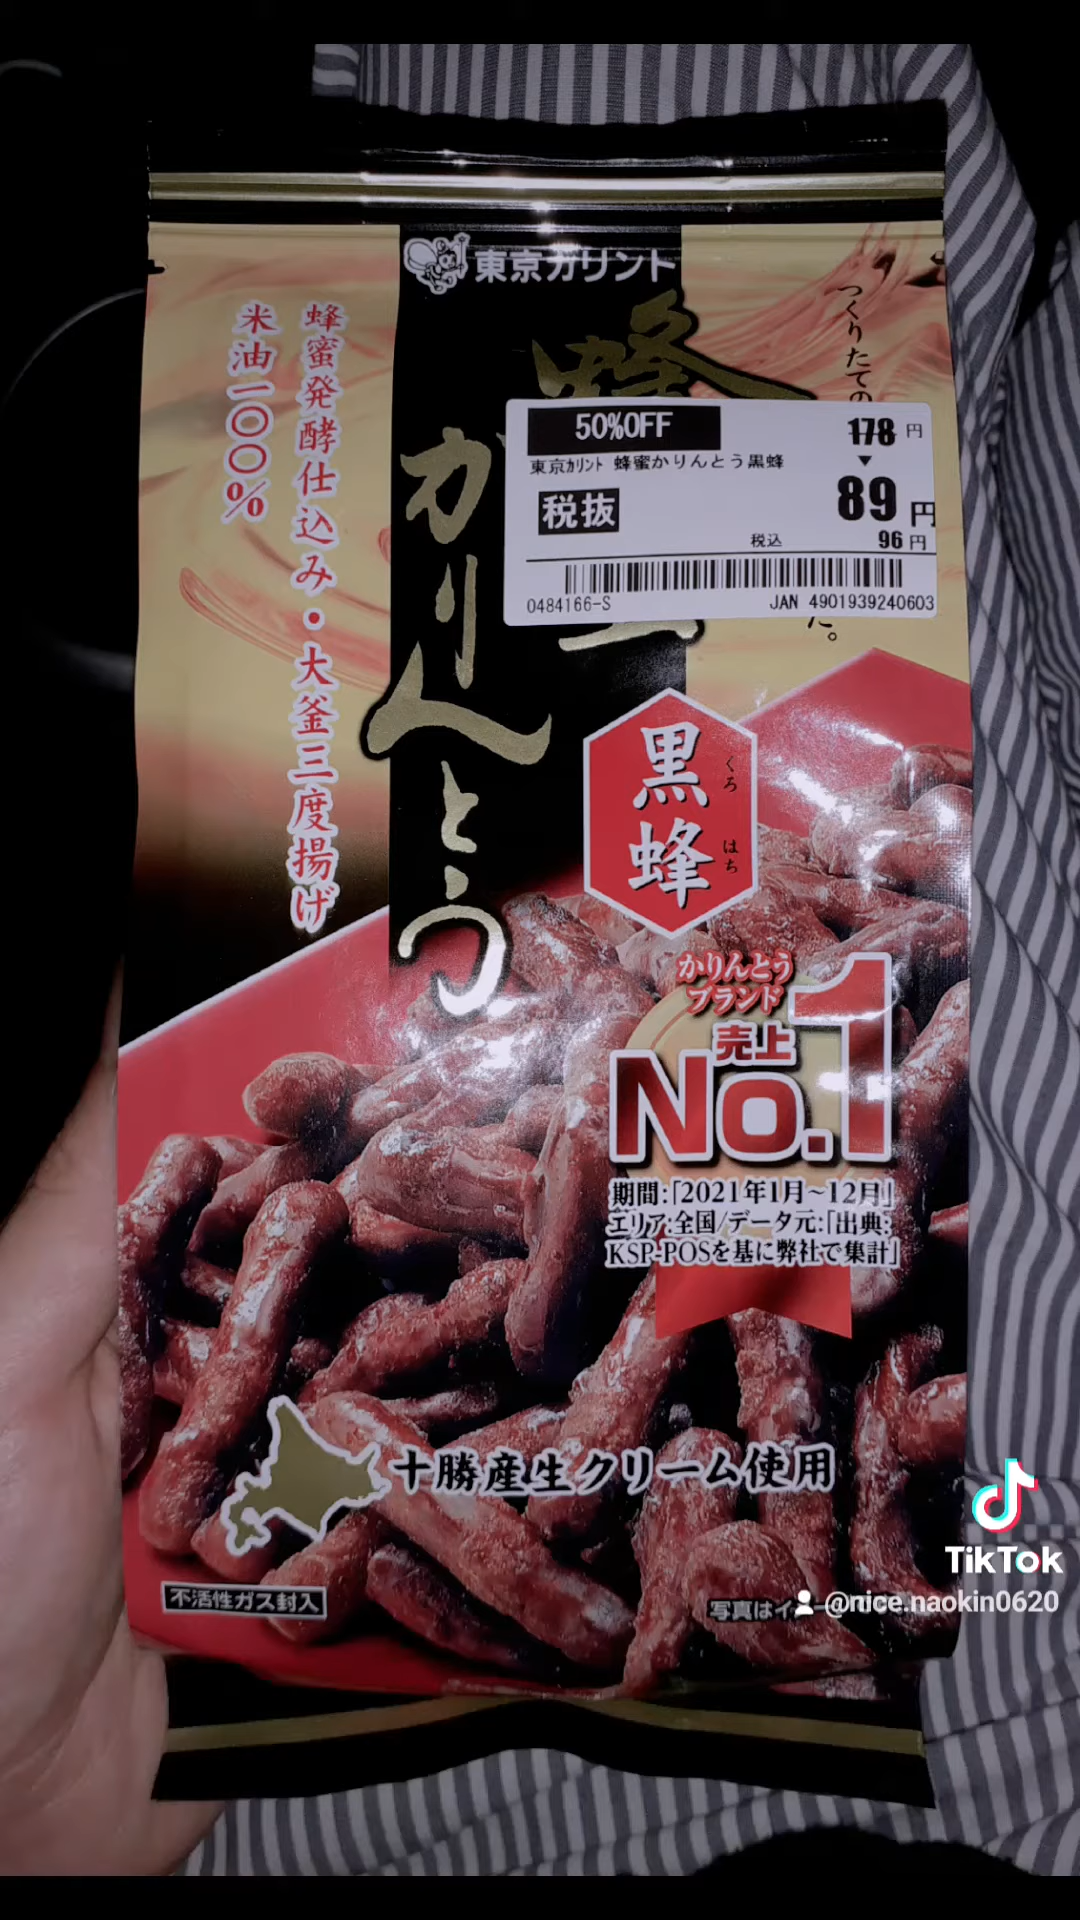 東京カリント
蜂
かりんとう
つくりたての
た。
蜂蜜発酵仕込み・大釜三度揚げ
米油一〇〇%
50%OFF
178円
東京ｶﾘﾝﾄ 蜂蜜かりんとう黒蜂
税抜
89円
税込 96円
0484166-S
JAN 4901939240603
黒蜂
くろ
はち
かりんとう
ブランド
売上
No.1
期間:「2021年1月~12月」
エリア:全国/データ元:「出典:
KSP-POSを基に弊社で集計」
十勝産生クリーム使用
不活性ガス封入
写真はイ
TikTok
@nice.naokin0620